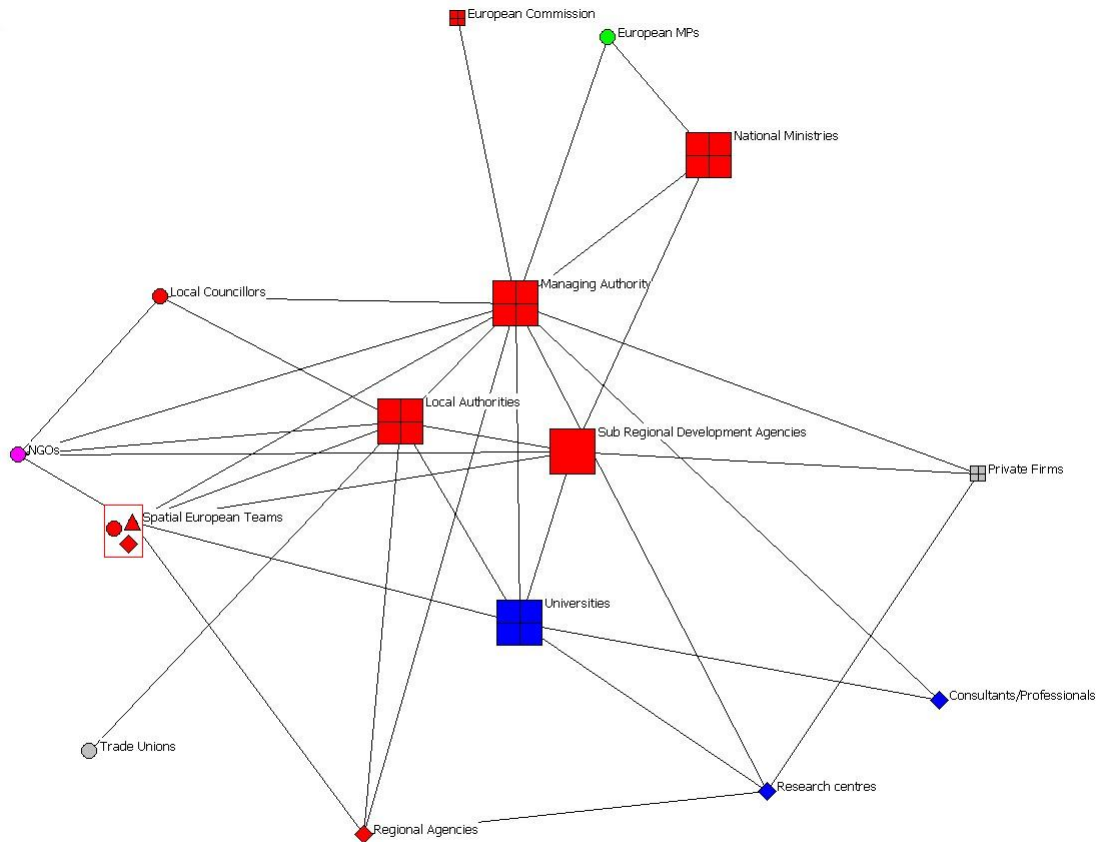 European Commission
European MPs
National Ministries
Managing Authority
Local Councillors
Local Authorities
Sub Regional Development Agencies
NGOs
Private Firms
Spatial European Teams
Universities
Consultants/Professionals
Trade Unions
Research centres
Regional Agencies